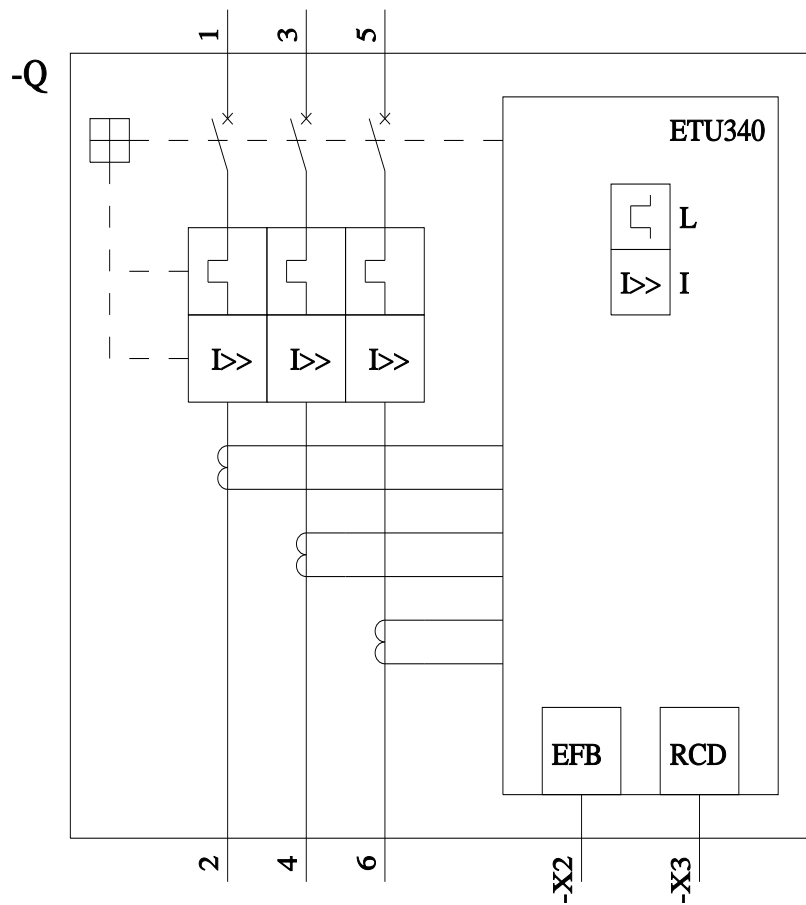 1 3 5
-Q
ETU340
L
I>> I
I>> I>> I>>
EFB RCD
2 4 6 -X2 -X3